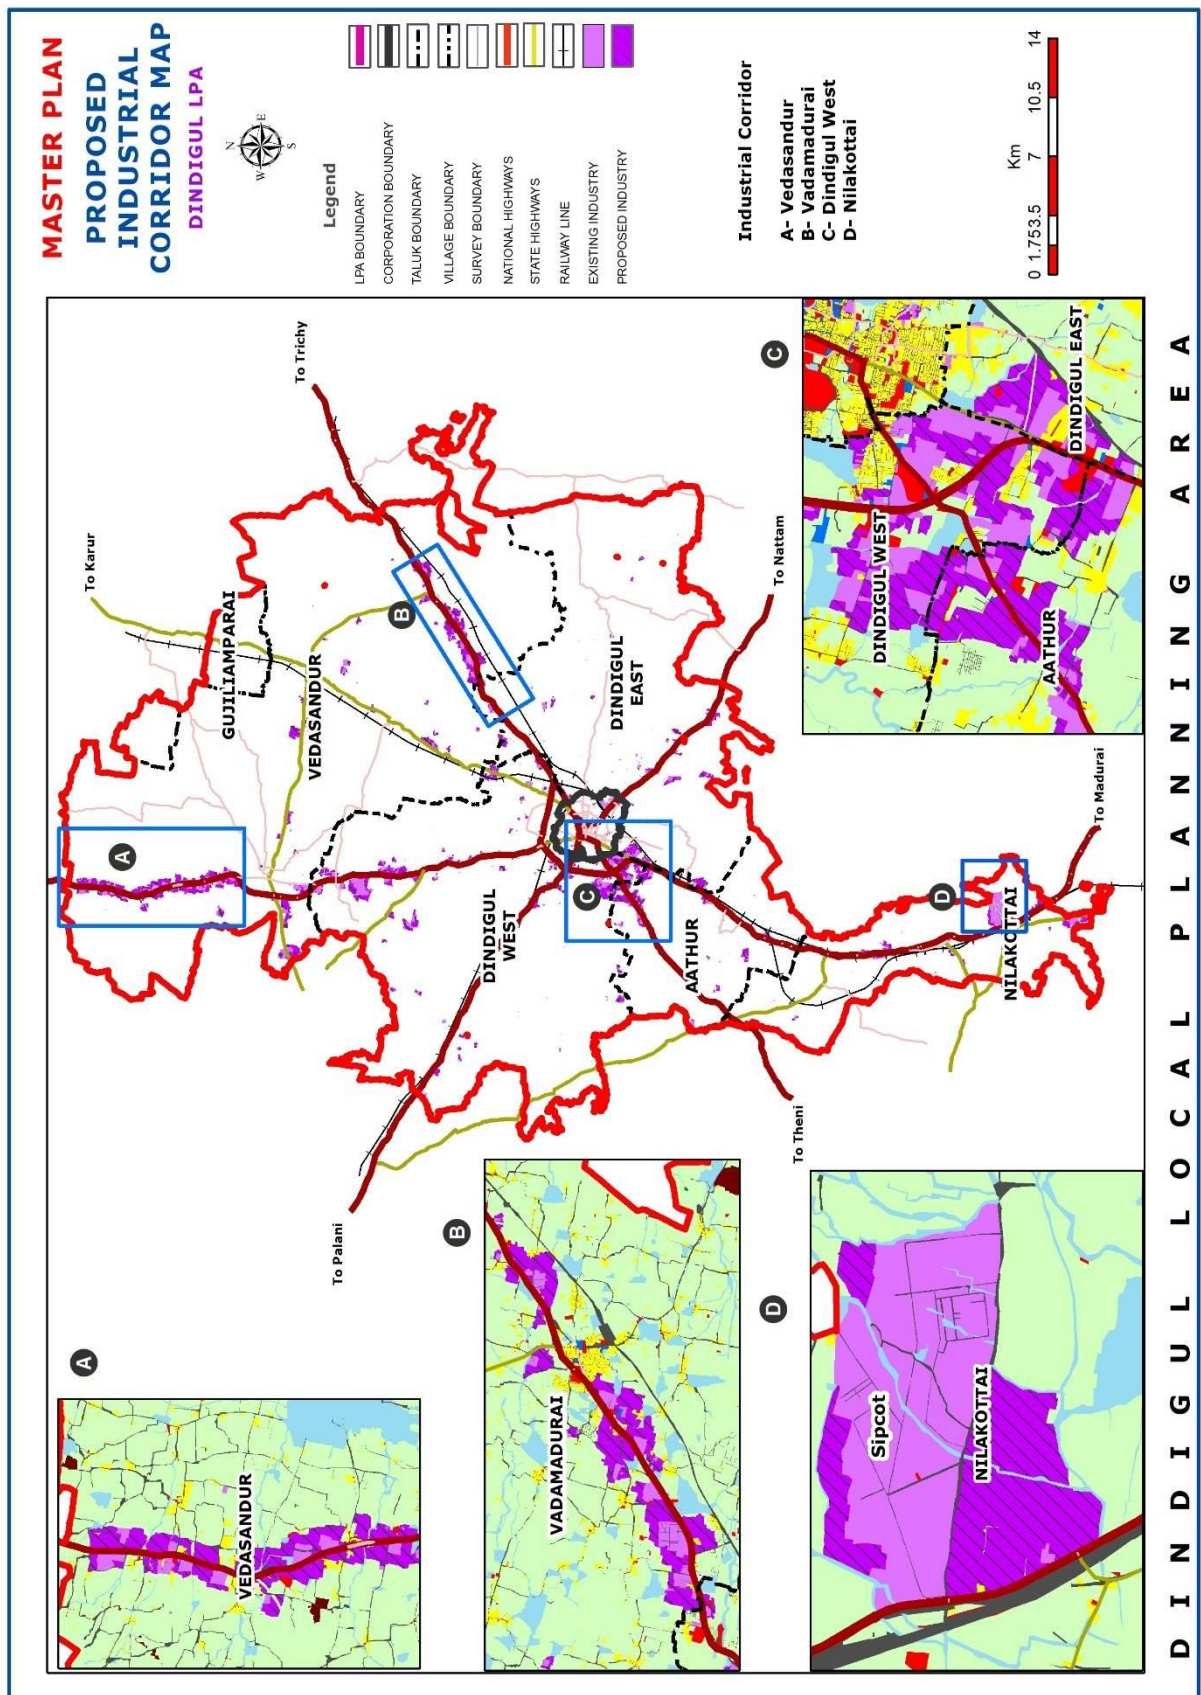 MASTER PLAN
PROPOSED
INDUSTRIAL
CORRIDOR MAP
DINDIGUL LPA
N
E
S
W
Legend
LPA BOUNDARY
CORPORATION BOUNDARY
TALUK BOUNDARY
VILLAGE BOUNDARY
SURVEY BOUNDARY
NATIONAL HIGHWAYS
STATE HIGHWAYS
RAILWAY LINE
EXISTING INDUSTRY
PROPOSED INDUSTRY
Industrial Corridor
A- Vedasandur
B- Vadamadurai
C- Dindigul West
D- Nilakottai
Km
0 1.753.5 7 10.5 14
To Karur
To Trichy
To Palani
To Nattam
To Theni
To Madurai
GUJILIAMPARAI
VEDASANDUR
DINDIGUL
EAST
DINDIGUL
WEST
AATHUR
NILAKOTTAI
A
B
C
D
A
VEDASANDUR
B
VADAMADURAI
C
DINDIGUL WEST
DINDIGUL EAST
AATHUR
D
Sipcot
NILAKOTTAI
DINDIGUL LOCAL PLANNING AREA